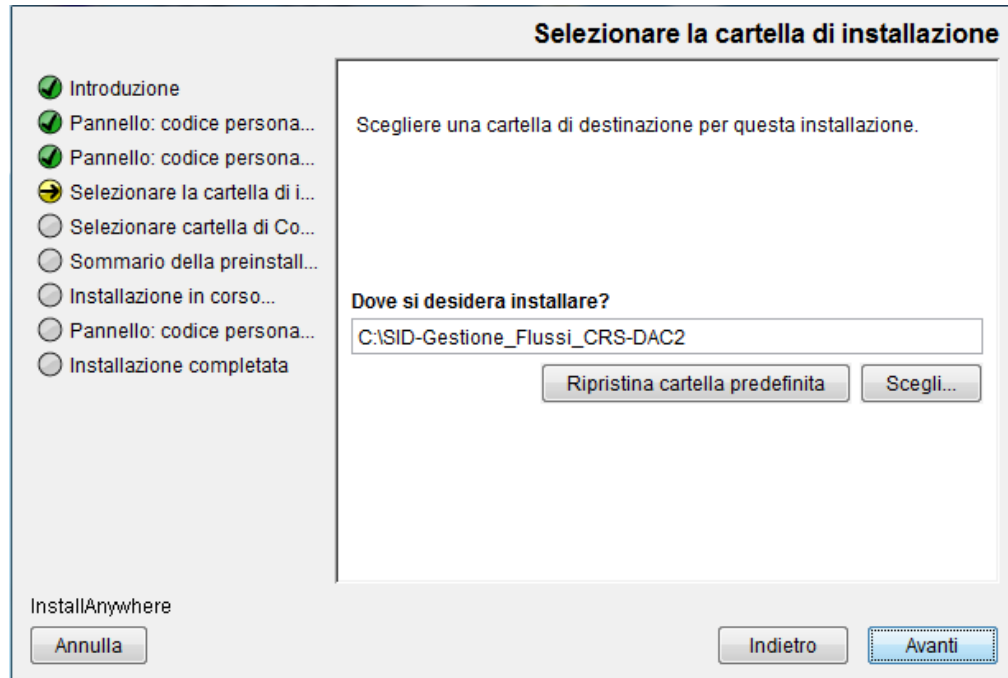 Selezionare la cartella di installazione
Introduzione
Pannello: codice persona...
Pannello: codice persona...
Selezionare la cartella di i...
Selezionare cartella di Co...
Sommario della preinstall...
Installazione in corso...
Pannello: codice persona...
Installazione completata
Scegliere una cartella di destinazione per questa installazione.
Dove si desidera installare?
C:\SID-Gestione_Flussi_CRS-DAC2
Ripristina cartella predefinita Scegli...
InstallAnywhere
Annulla Indietro Avanti